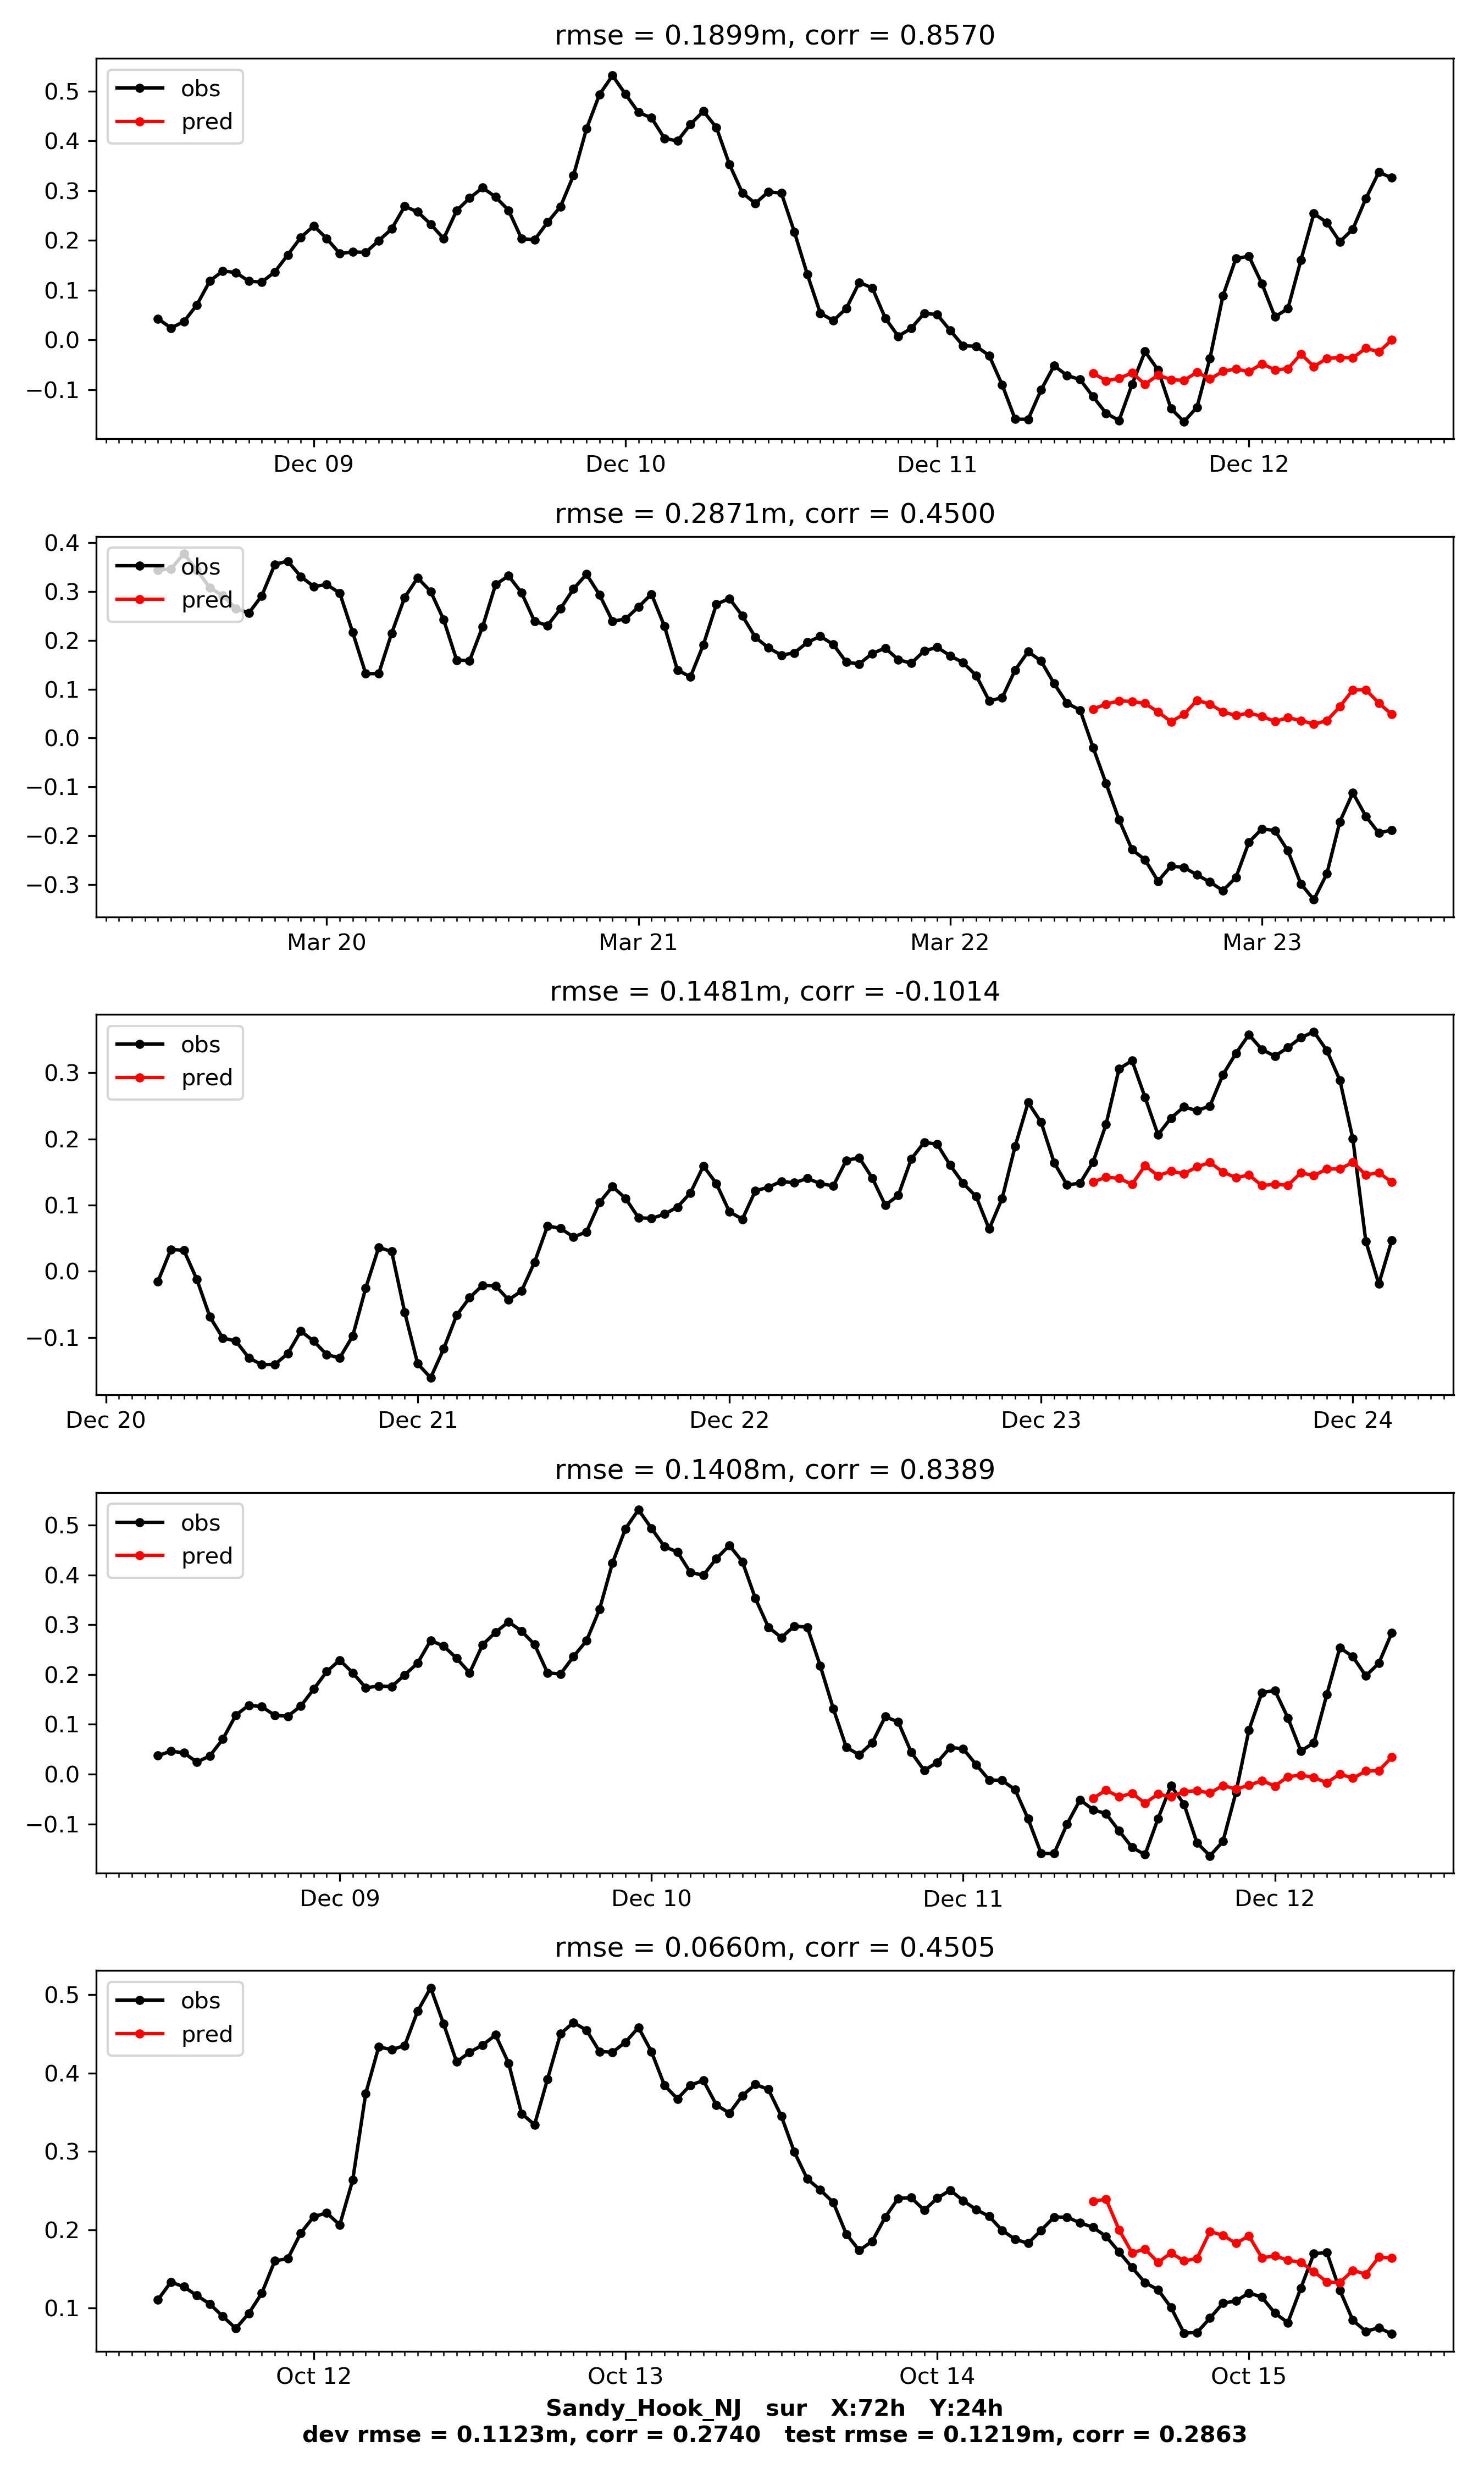 rmse = 0.1899m, corr = 0.8570
obs
pred
0.5
0.4
0.3
0.2
0.1
0.0
−0.1
Dec 09 Dec 10 Dec 11 Dec 12
rmse = 0.2871m, corr = 0.4500
obs
pred
0.4
0.3
0.2
0.1
0.0
−0.1
−0.2
−0.3
Mar 20 Mar 21 Mar 22 Mar 23
rmse = 0.1481m, corr = -0.1014
obs
pred
0.3
0.2
0.1
0.0
−0.1
Dec 20 Dec 21 Dec 22 Dec 23 Dec 24
rmse = 0.1408m, corr = 0.8389
obs
pred
0.5
0.4
0.3
0.2
0.1
0.0
−0.1
Dec 09 Dec 10 Dec 11 Dec 12
rmse = 0.0660m, corr = 0.4505
obs
pred
0.5
0.4
0.3
0.2
0.1
Oct 12 Oct 13 Oct 14 Oct 15
Sandy_Hook_NJ sur X:72h Y:24h
dev rmse = 0.1123m, corr = 0.2740 test rmse = 0.1219m, corr = 0.2863